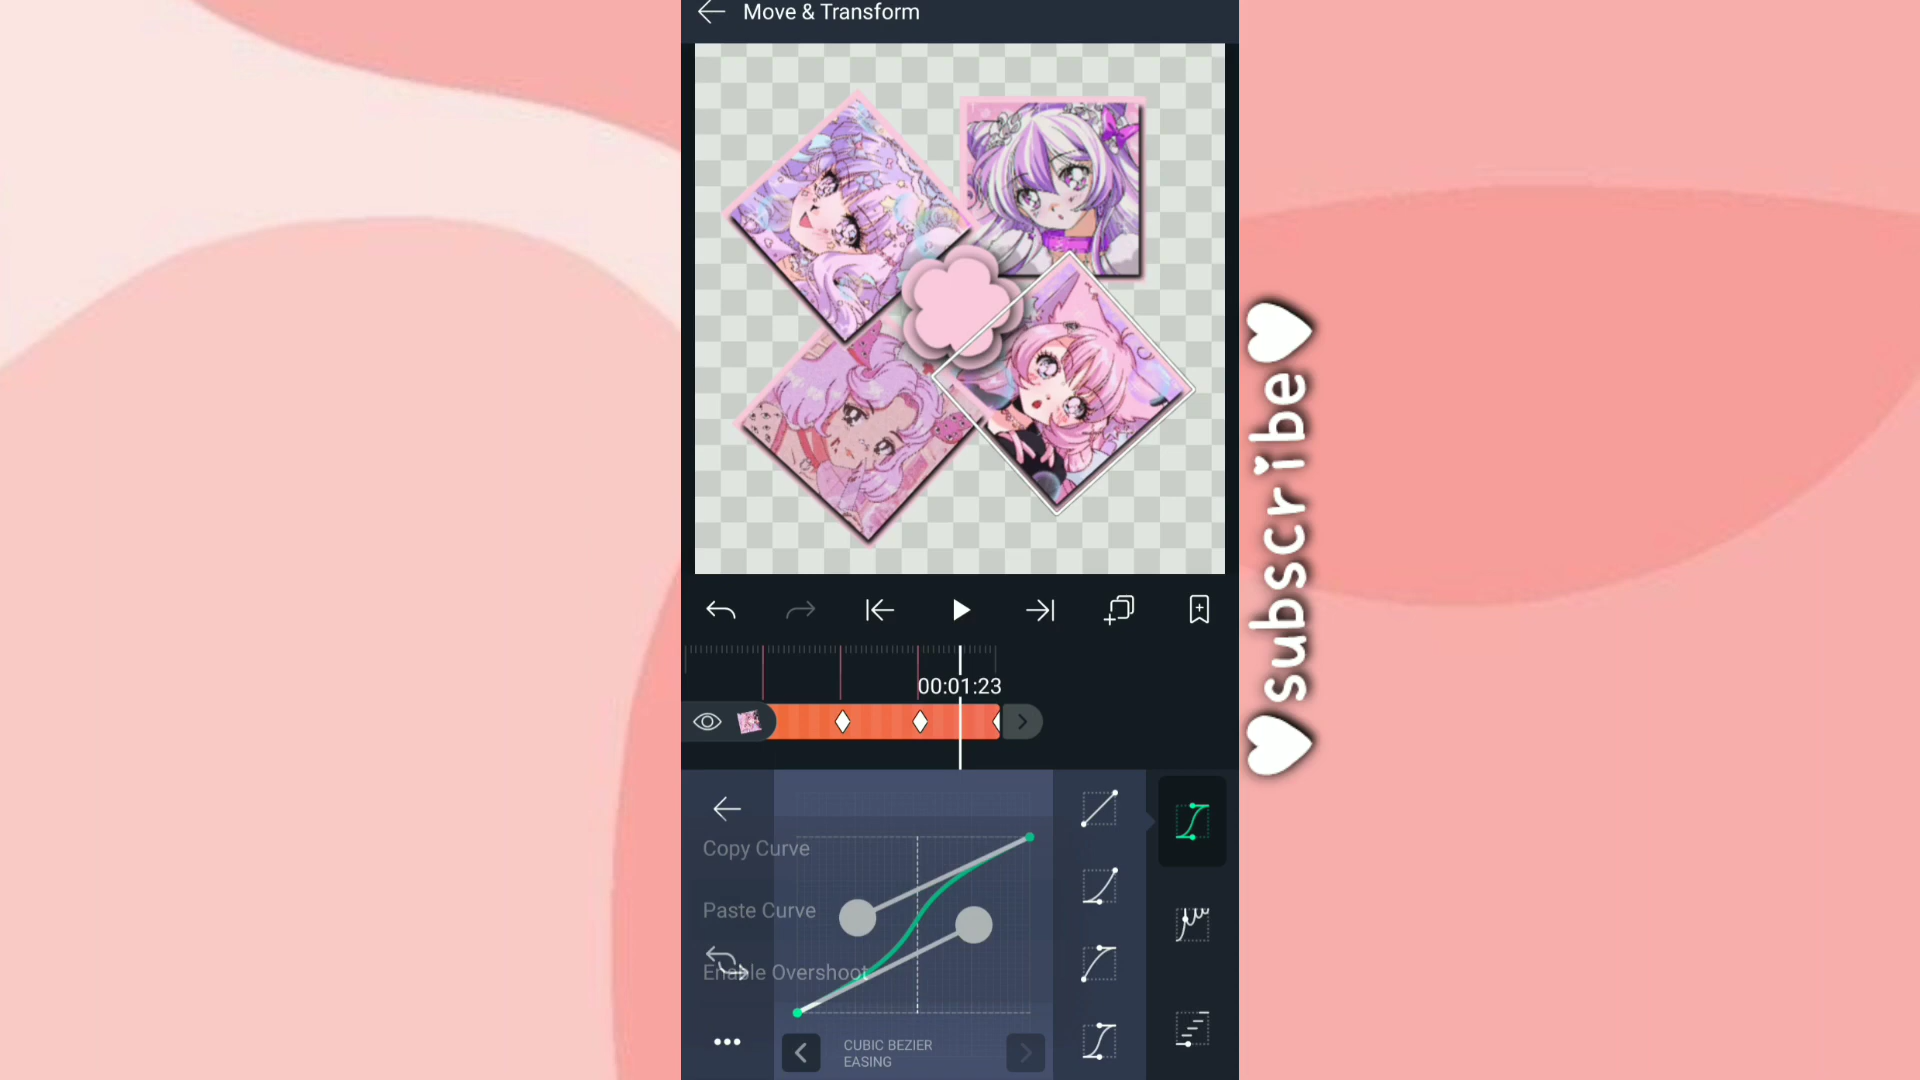 Move & Transform
00:01:23
Copy Curve
Paste Curve
Enable Overshoot
CUBIC BEZIER
EASING
♥subscribe♥